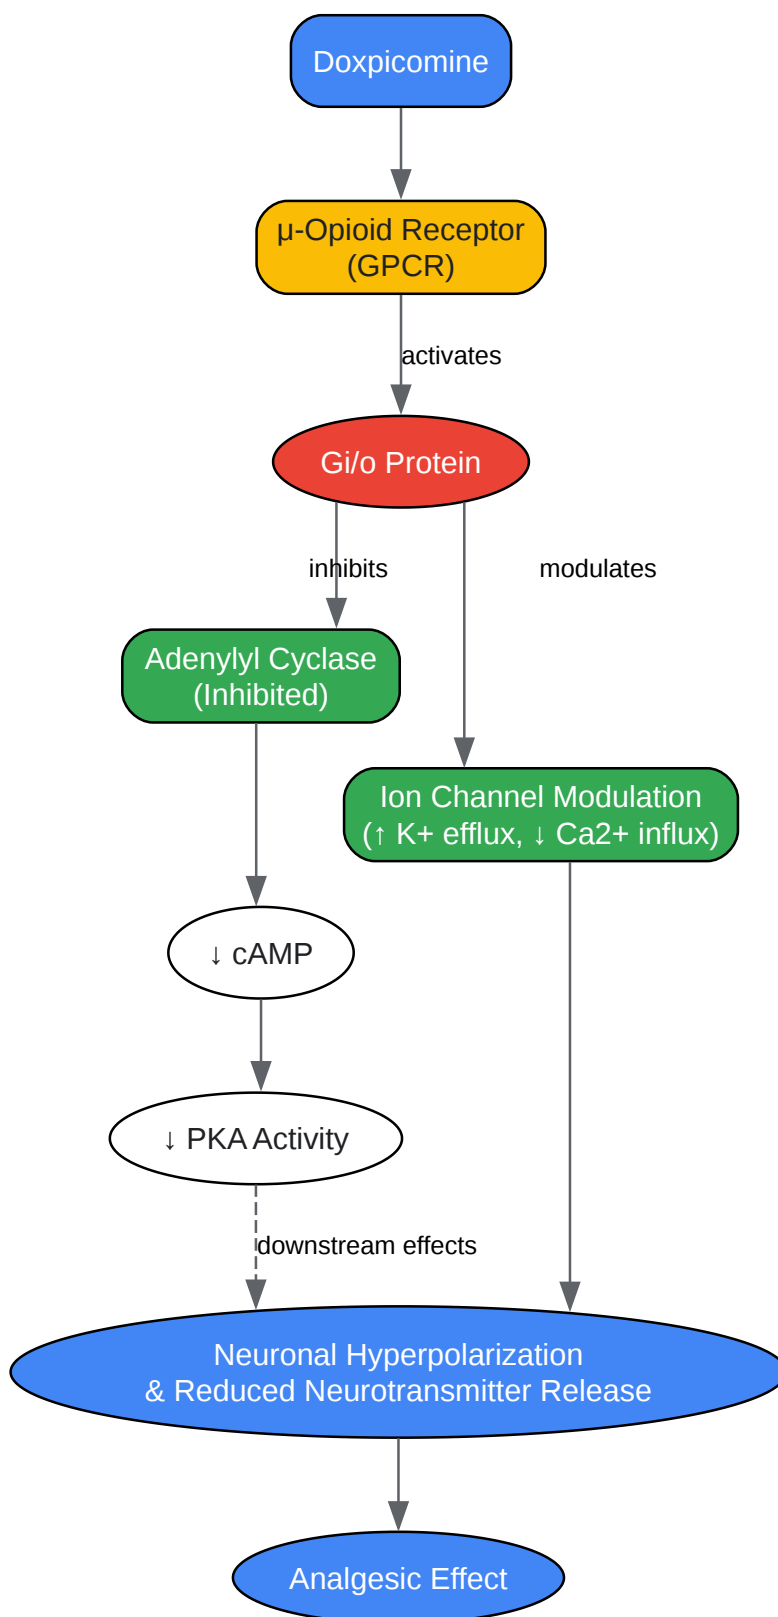 Doxpicomine
μ-Opioid Receptor
(GPCR)
activates
Gi/o Protein
inhibits
modulates
Adenylyl Cyclase
(Inhibited)
Ion Channel Modulation
(↑ K+ efflux, ↓ Ca2+ influx)
↓ cAMP
↓ PKA Activity
downstream effects
Neuronal Hyperpolarization
& Reduced Neurotransmitter Release
Analgesic Effect